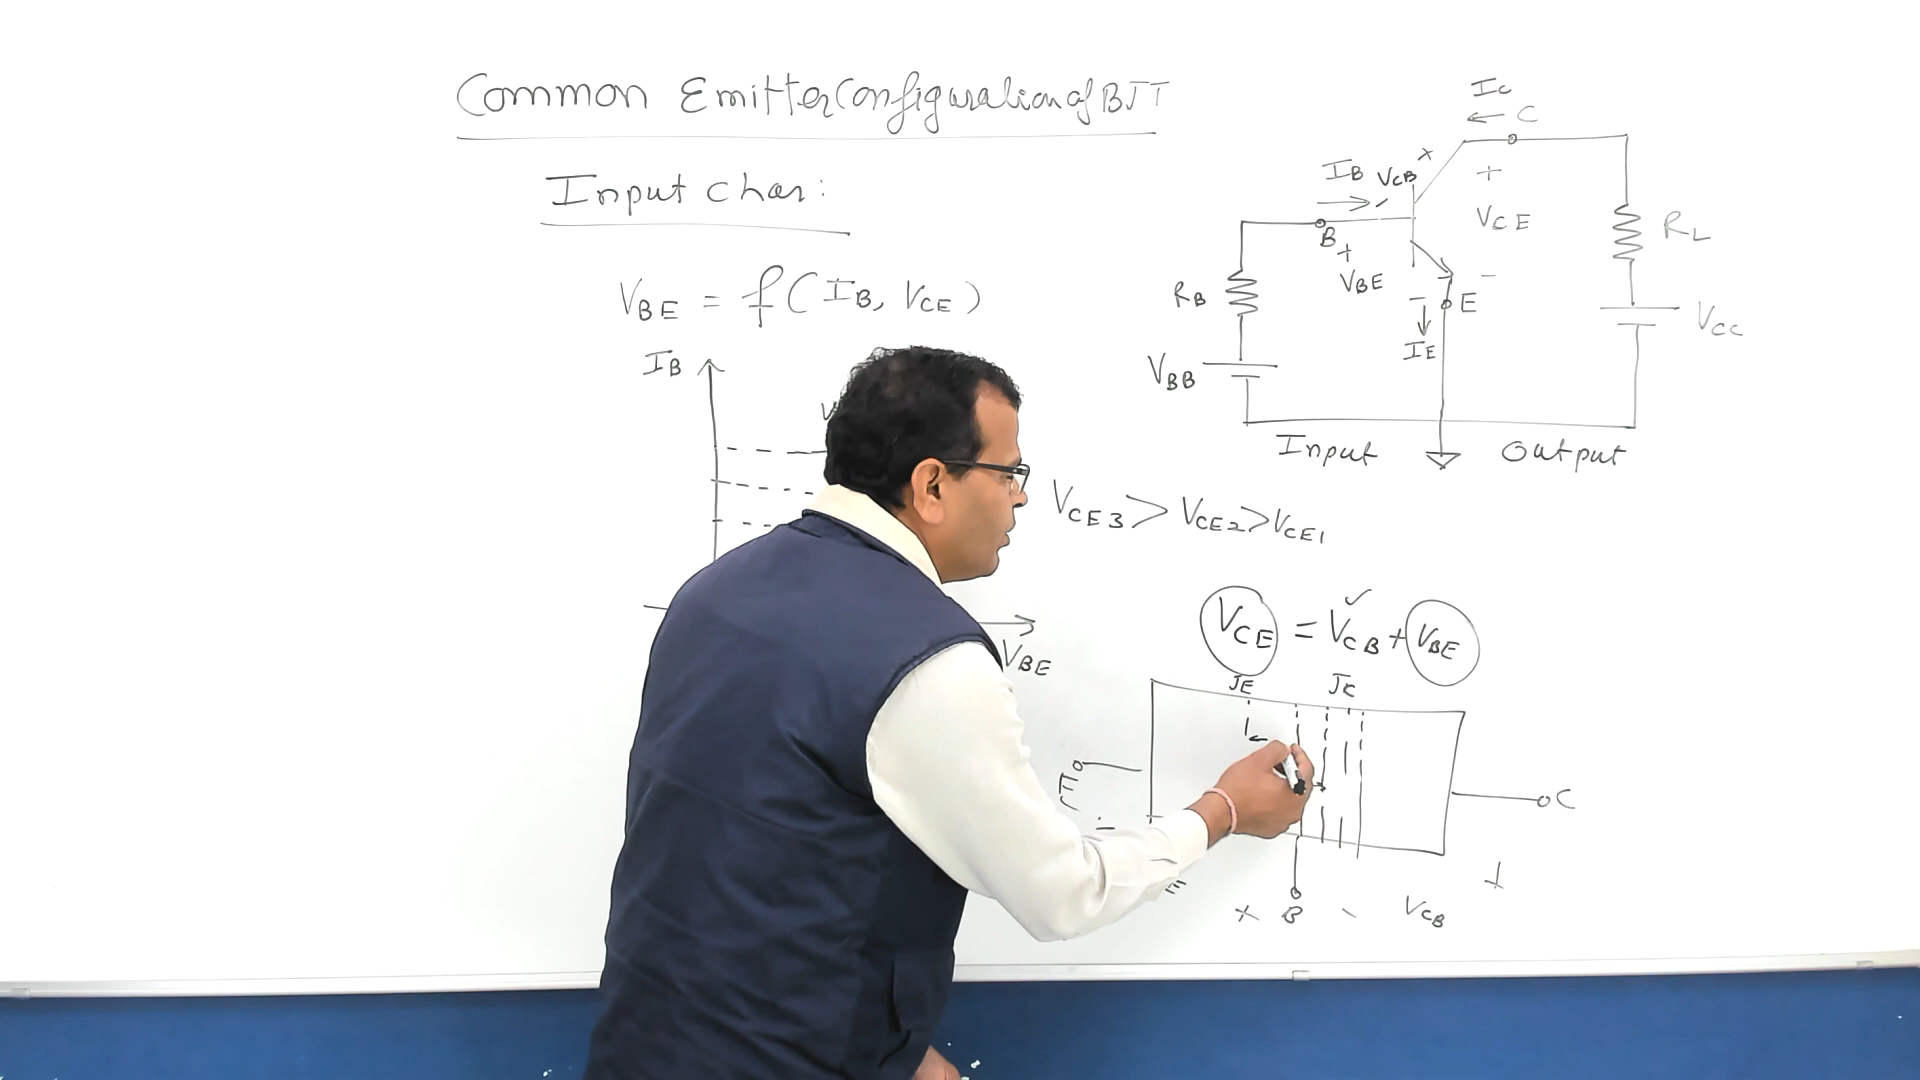 Common Emitter Configuration of BJT
Input char:
VBE = f(IB, VCE)
IB
VBE
IC
C
IB
VCB
+
VCE
-
B
+
VBE
-
E
IE
RB
VBB
RL
VCC
Input
Output
VCE3 > VCE2 > VCE1
VCE = VCB + VBE
JE
JC
E
C
+ B - VCB +